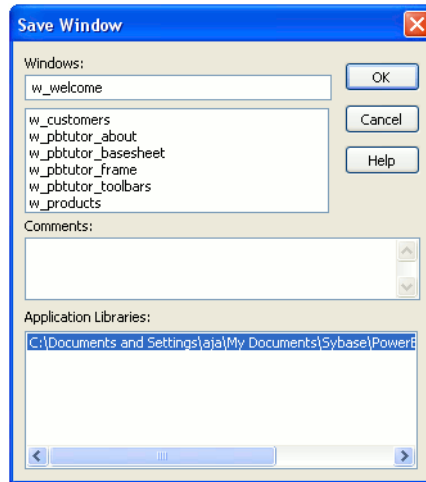 Save Window
Windows:
w_welcome
OK
w_customers
w_pbtutor_about
w_pbtutor_basesheet
w_pbtutor_frame
w_pbtutor_toolbars
w_products
Cancel
Help
Comments:
Application Libraries:
C:\Documents and Settings\aja\My Documents\Sybase\PowerB